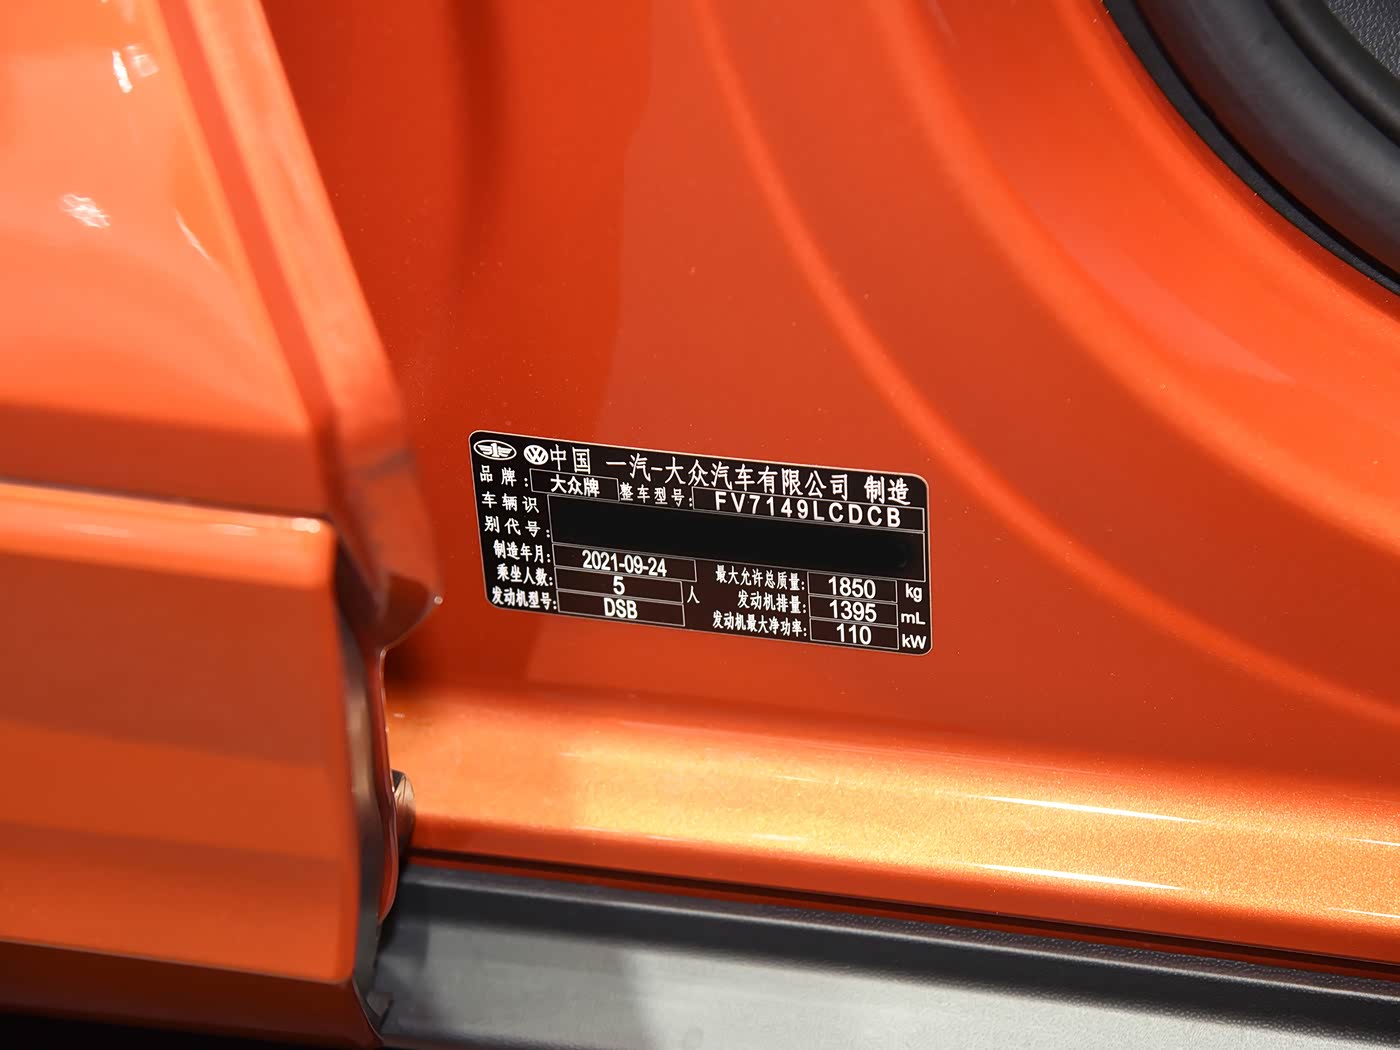 中国 一汽-大众汽车有限公司 制造
品牌: 大众牌 整车型号: FV7149LCDCB
车辆识
别代号:
制造年月: 2021-09-24 最大允许总质量: 1850 kg
乘坐人数: 5 人 发动机排量: 1395 mL
发动机型号: DSB 发动机最大净功率: 110 kW